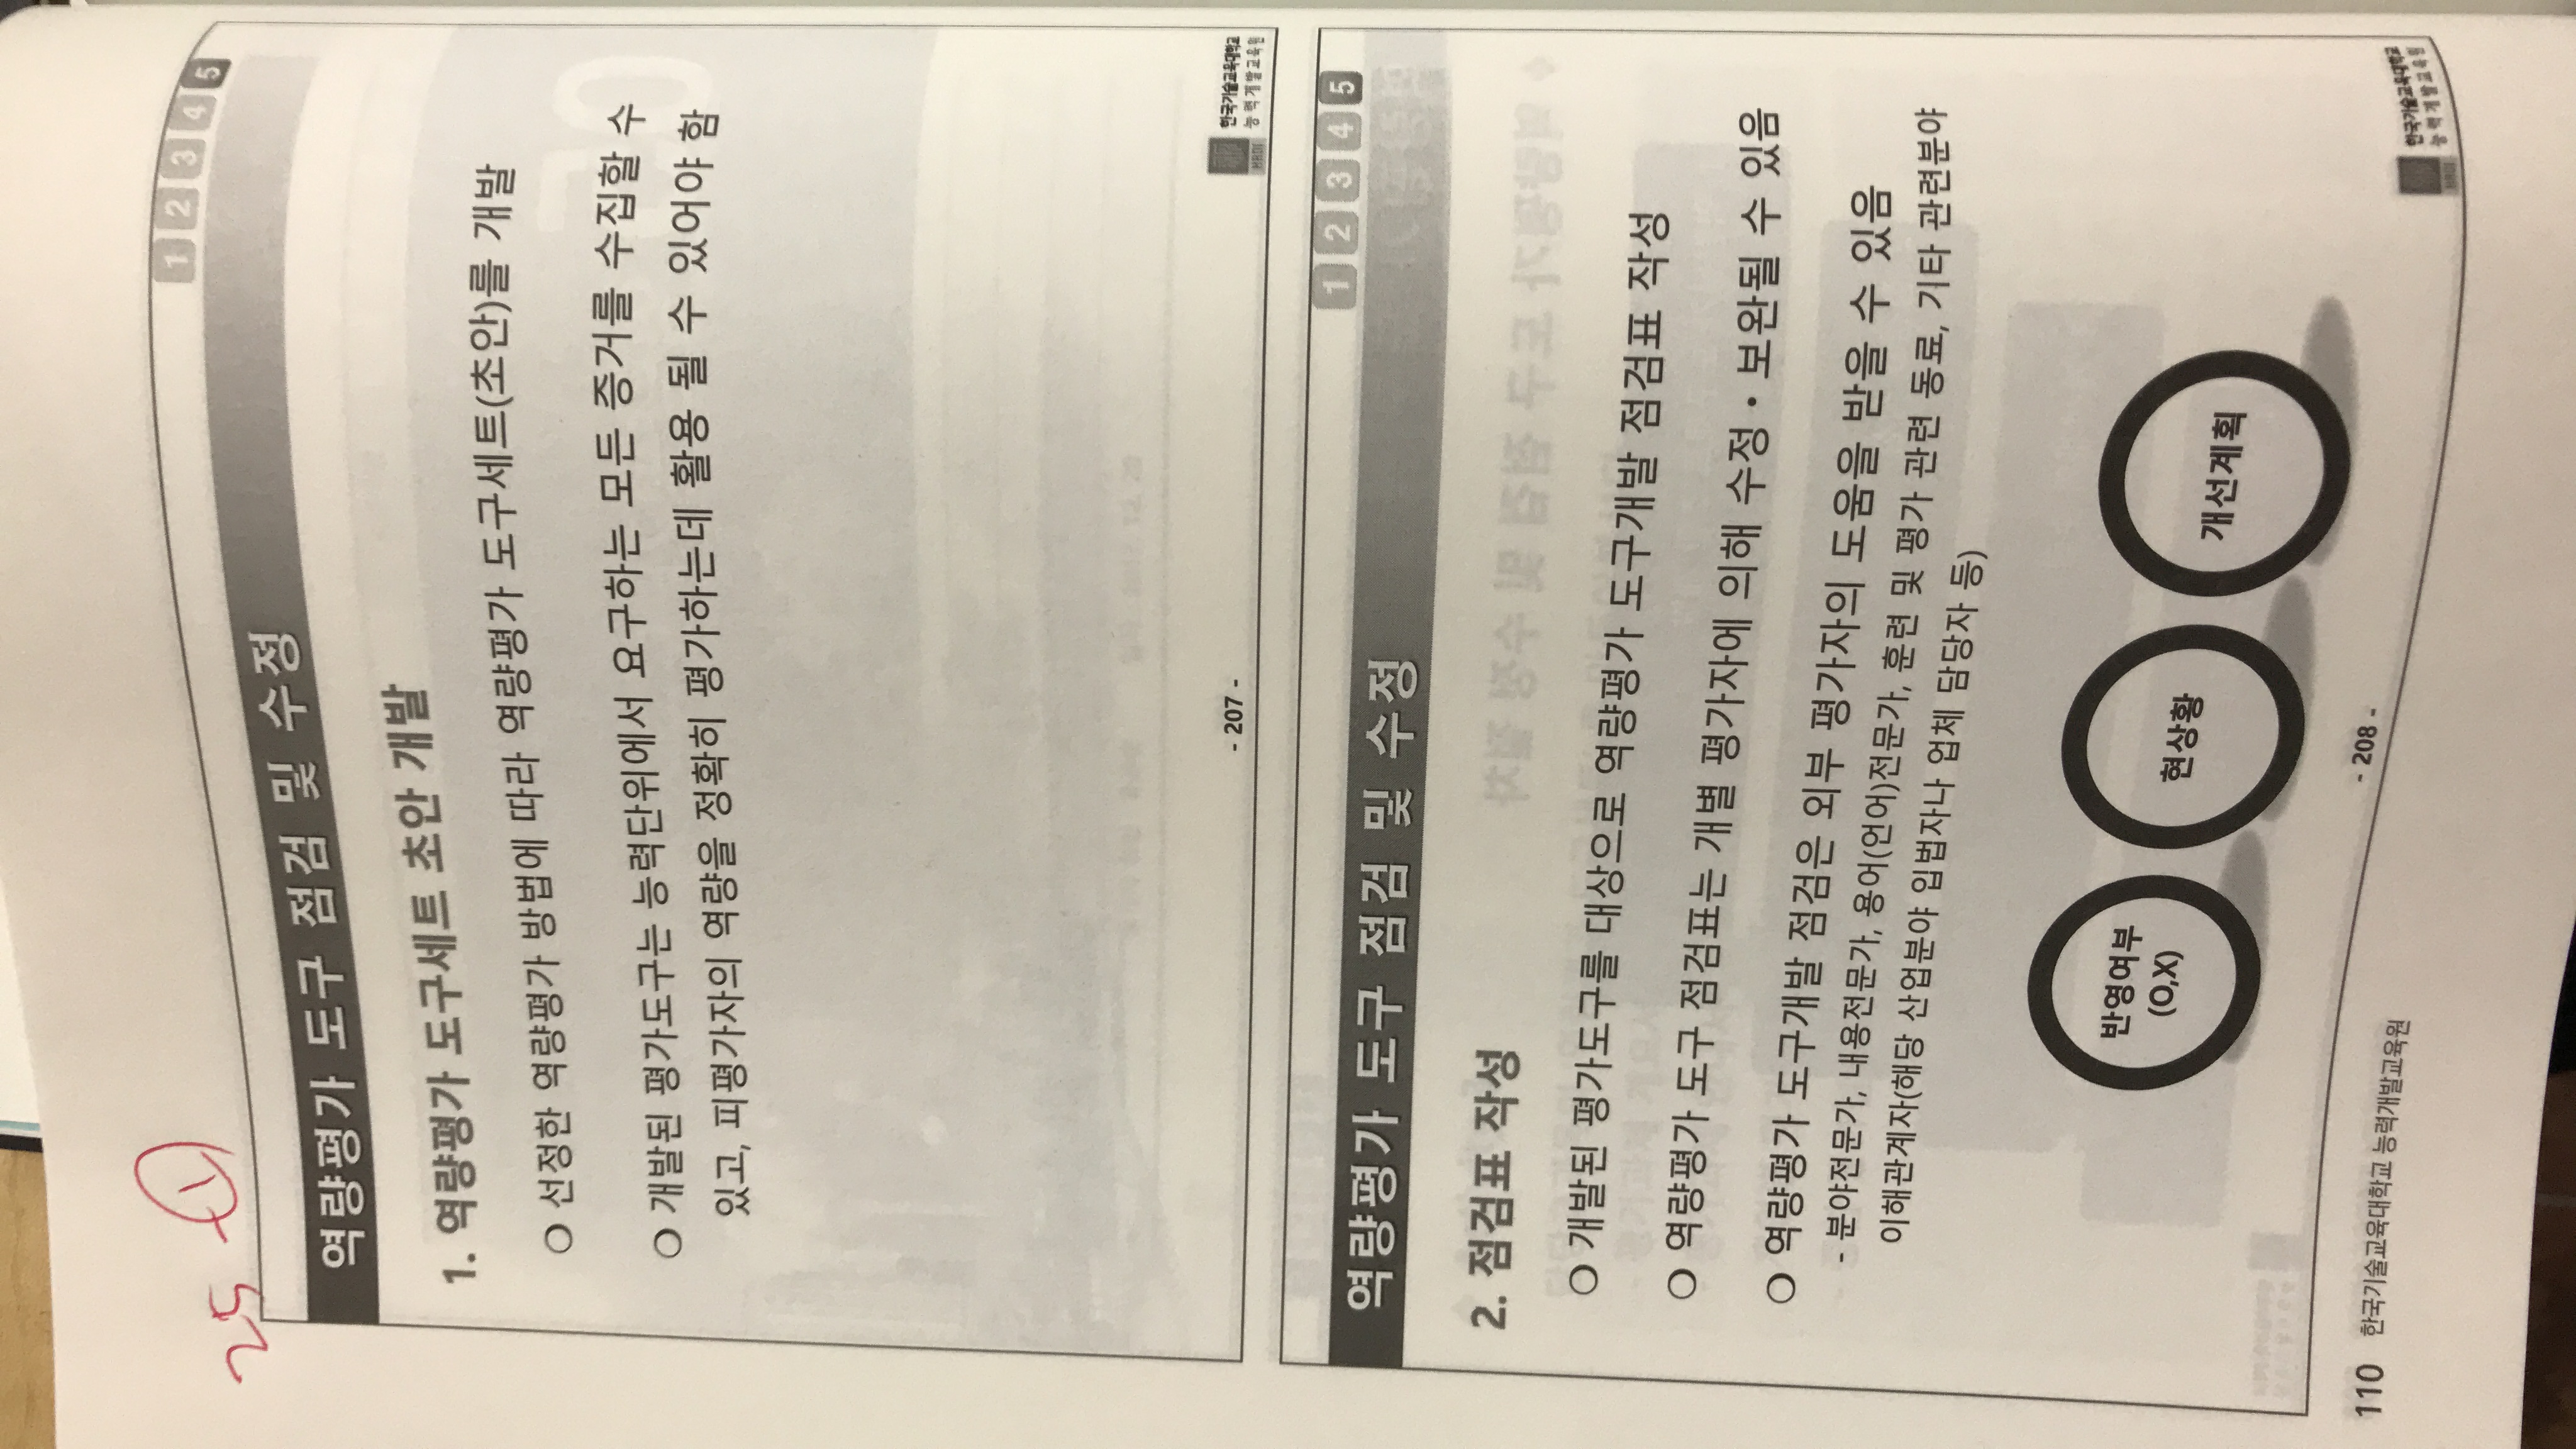 25 - ①
1 2 3 4 5
역량평가 도구 점검 및 수정
1. 역량평가 도구세트 초안 개발
❍ 선정한 역량평가 방법에 따라 역량평가 도구세트(초안)를 개발
❍ 개발된 평가도구는 능력단위에서 요구하는 모든 증거를 수집할 수
있고, 피평가자의 역량을 정확히 평가하는데 활용 될 수 있어야 함
- 207 -
HRDI
한국기술교육대학교
능력개발교육원
1 2 3 4 5
역량평가 도구 점검 및 수정
2. 점검표 작성
❍ 개발된 평가도구를 대상으로 역량평가 도구개발 점검표 작성
❍ 역량평가 도구 점검표는 개별 평가자에 의해 수정・보완될 수 있음
❍ 역량평가 도구개발 점검은 외부 평가자의 도움을 받을 수 있음
- 분야전문가, 내용전문가, 용어(언어)전문가, 훈련 및 평가 관련 동료, 기타 관련분야
이해관계자(해당 산업분야 입법자나 업체 담당자 등)
반영여부
(O,X)
현상황
개선계획
- 208 -
HRDI
한국기술교육대학교
능력개발교육원
110 한국기술교육대학교 능력개발교육원